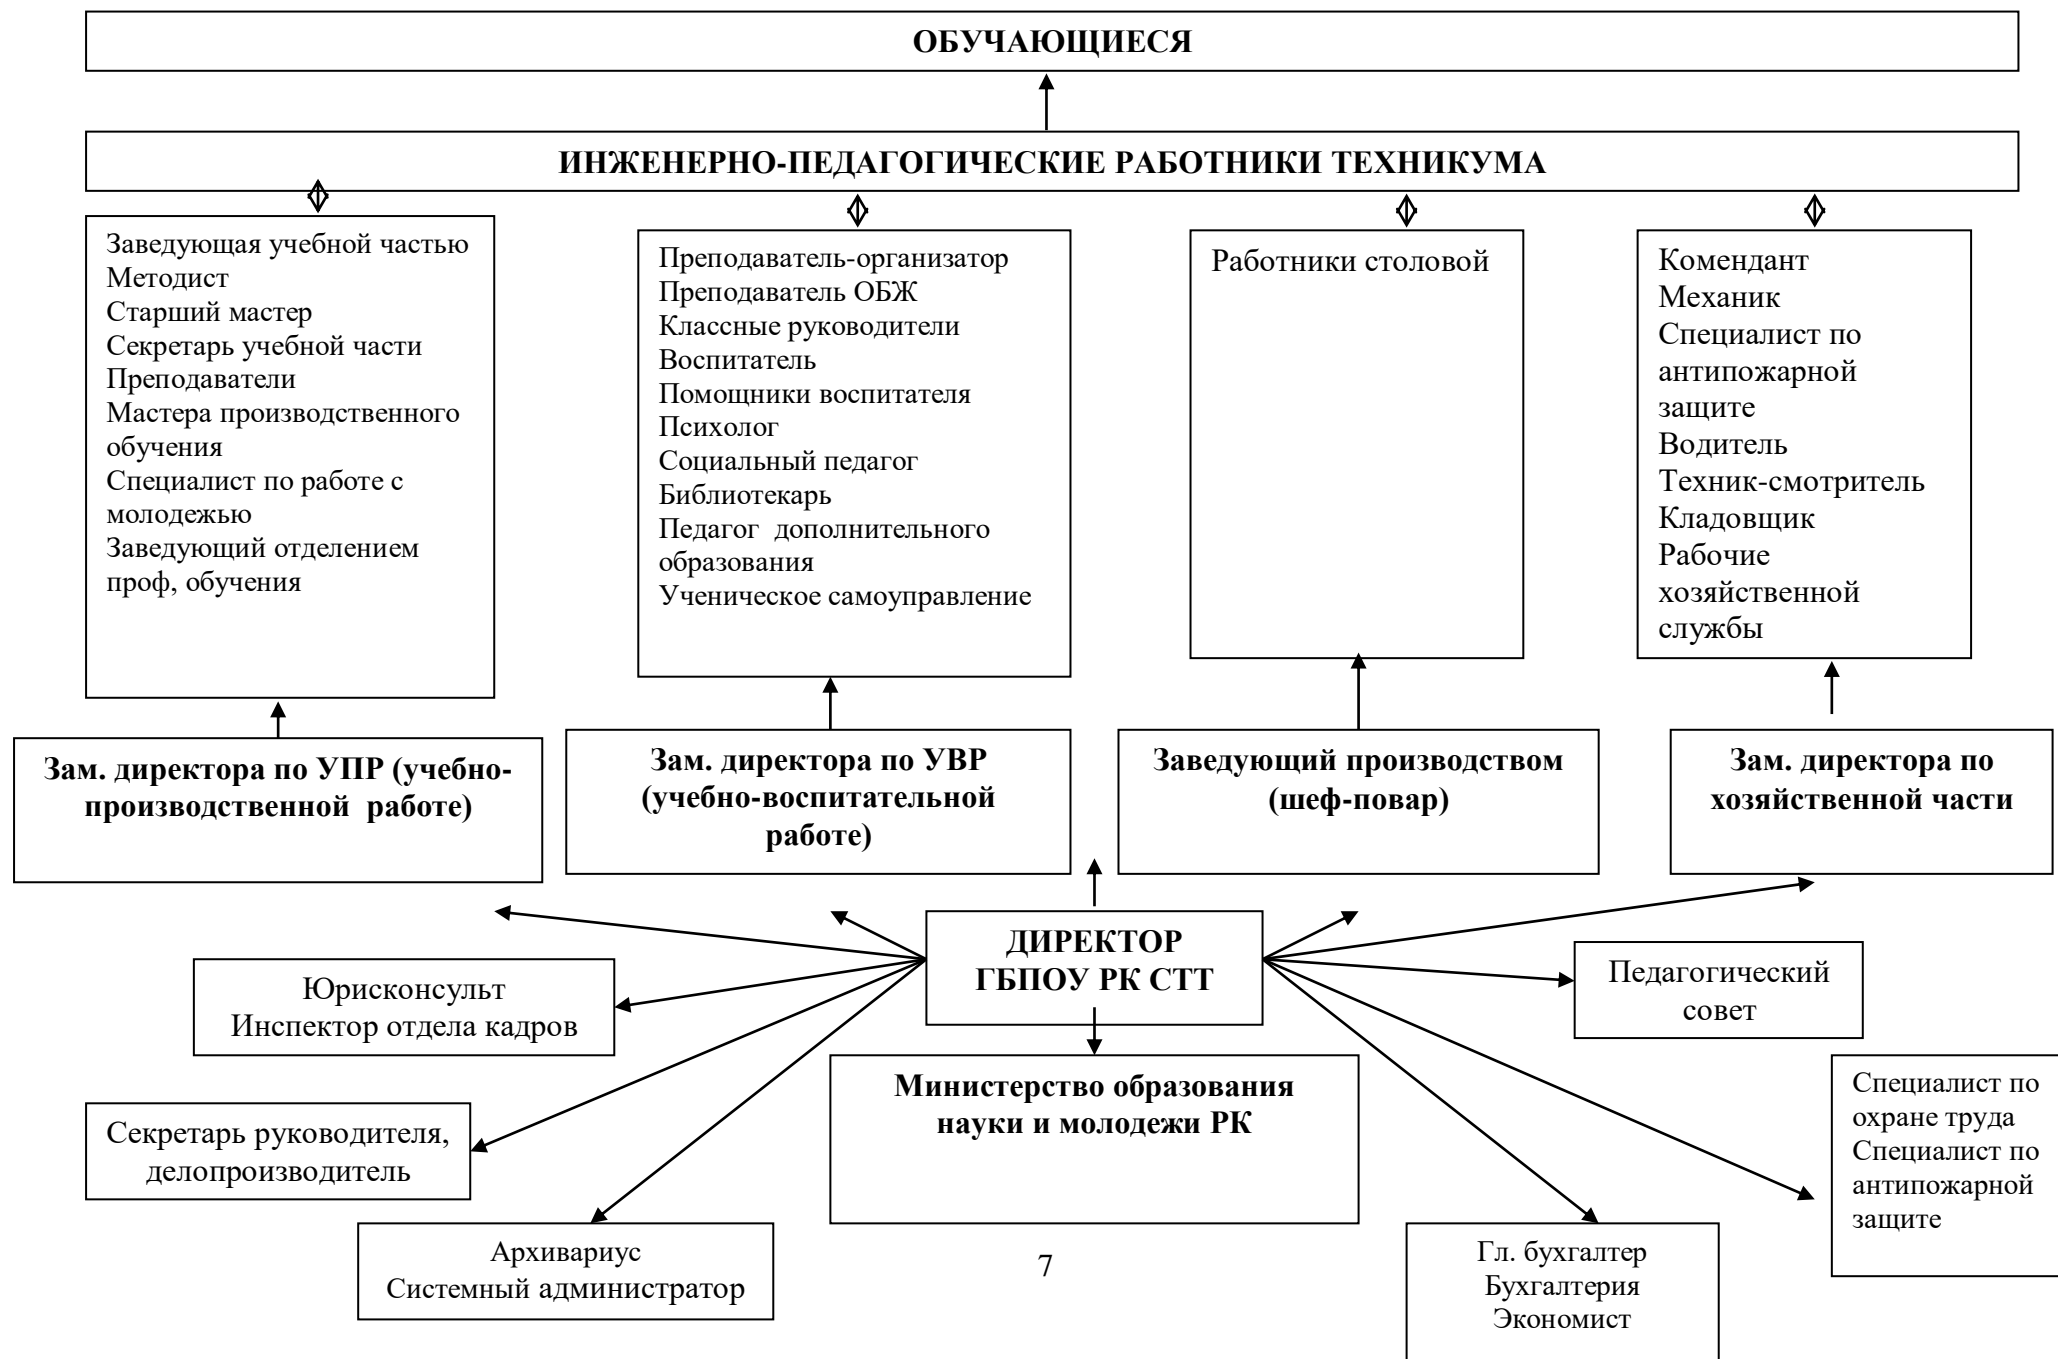 ОБУЧАЮЩИЕСЯ
ИНЖЕНЕРНО-ПЕДАГОГИЧЕСКИЕ РАБОТНИКИ ТЕХНИКУМА
Заведующая учебной частью
Методист
Старший мастер
Секретарь учебной части
Преподаватели
Мастера производственного
обучения
Специалист по работе с
молодежью
Заведующий отделением
проф, обучения
Преподаватель-организатор
Преподаватель ОБЖ
Классные руководители
Воспитатель
Помощники воспитателя
Психолог
Социальный педагог
Библиотекарь
Педагог  дополнительного
образования
Ученическое самоуправление
Работники столовой
Комендант
Механик
Специалист по
антипожарной
защите
Водитель
Техник-смотритель
Кладовщик
Рабочие
хозяйственной
службы
Зам. директора по УПР (учебно-
производственной  работе)
Зам. директора по УВР
(учебно-воспитательной
работе)
Заведующий производством
(шеф-повар)
Зам. директора по
хозяйственной части
ДИРЕКТОР
ГБПОУ РК СТТ
Юрисконсульт
Инспектор отдела кадров
Педагогический
совет
Министерство образования
науки и молодежи РК
Секретарь руководителя,
делопроизводитель
Специалист по
охране труда
Специалист по
антипожарной
защите
Архивариус
Системный администратор
Гл. бухгалтер
Бухгалтерия
Экономист
7